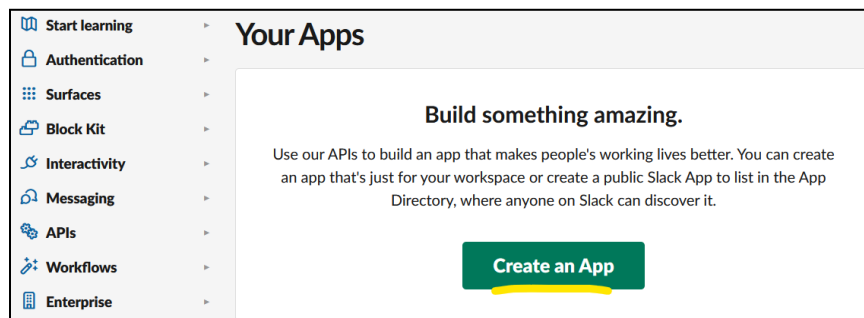 Start learning
Authentication
Surfaces
Block Kit
Interactivity
Messaging
APIs
Workflows
Enterprise
Your Apps
Build something amazing.
Use our APIs to build an app that makes people's working lives better. You can create
an app that's just for your workspace or create a public Slack App to list in the App
Directory, where anyone on Slack can discover it.
Create an App